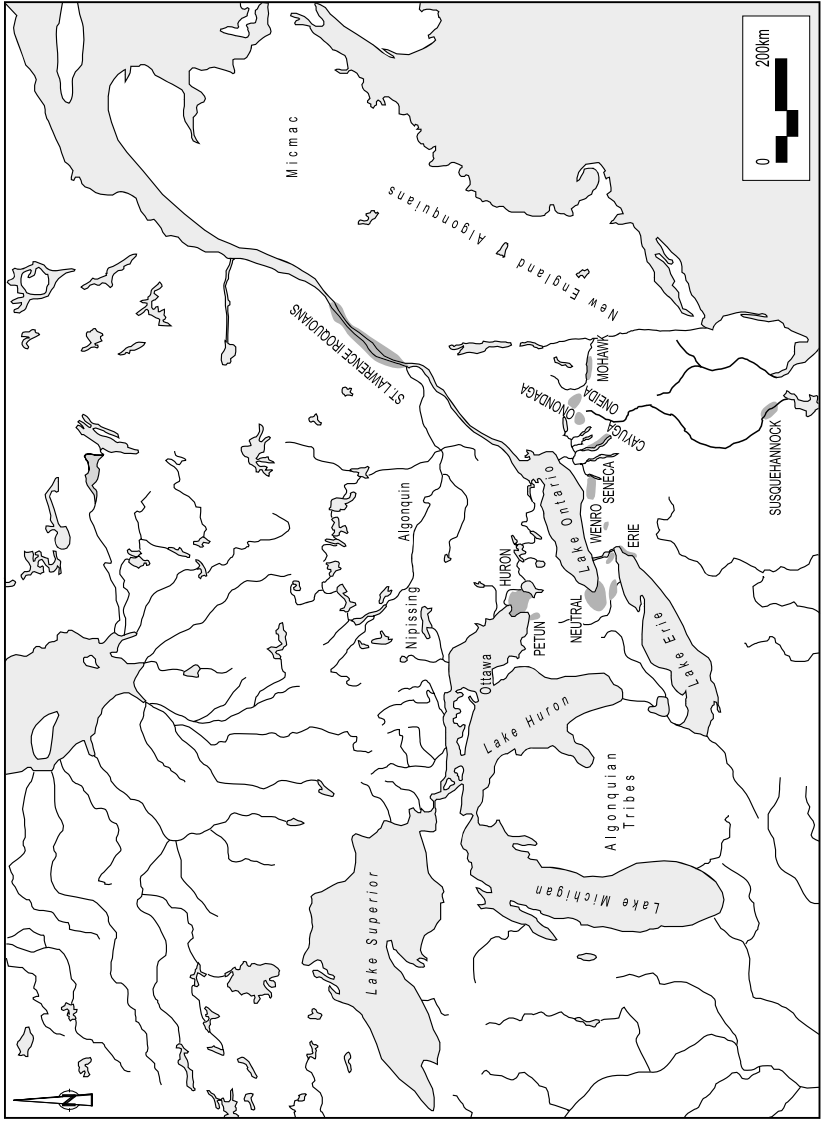 N
Lake Superior
Lake Michigan
Algonquian
Tribes
Lake Huron
Ottawa
Nipissing
Algonquin
PETUN
HURON
NEUTRAL
Lake Erie
ERIE
WENRO
Lake Ontario
SENECA
CAYUGA
ONONDAGA
ONEIDA
MOHAWK
SUSQUEHANNOCK
ST. LAWRENCE IROQUOIANS
New England Algonquians
Micmac
0
200km